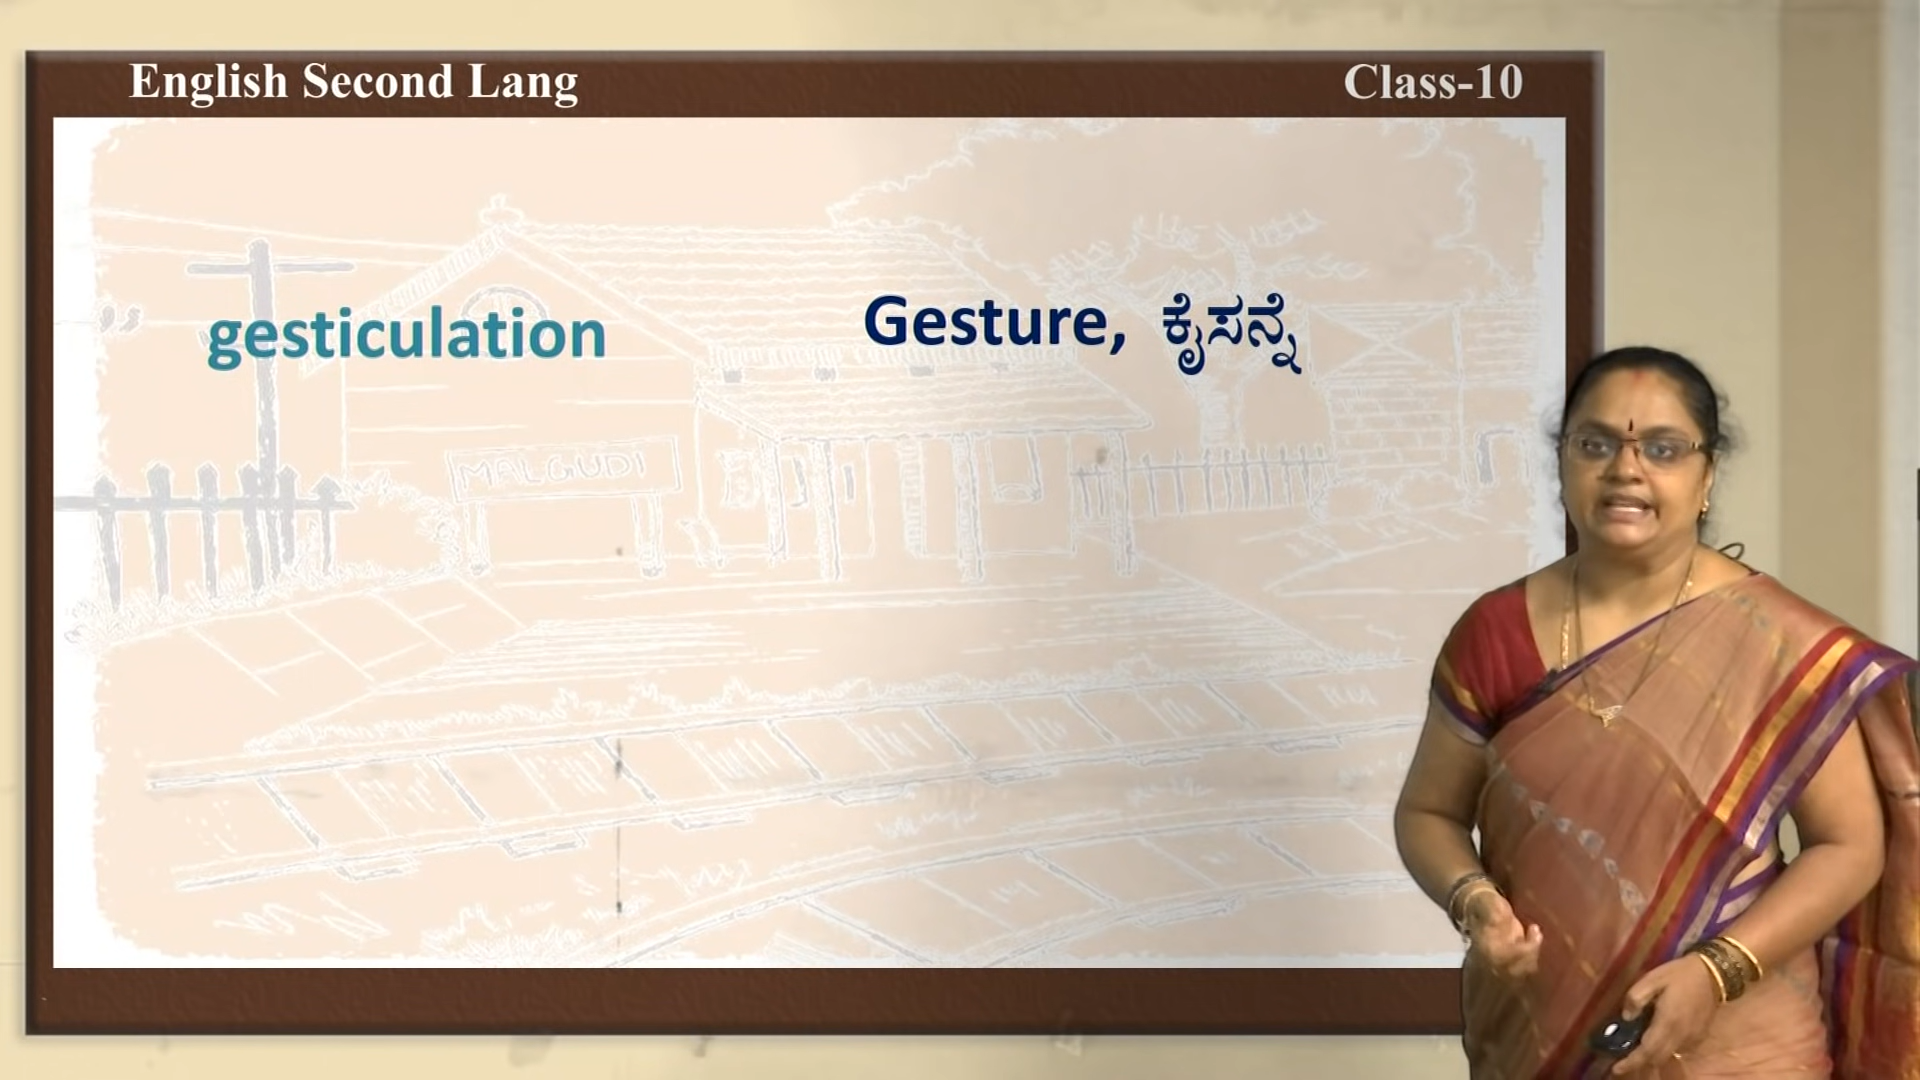 English Second Lang
Class-10
gesticulation
Gesture, ಕೈಸನ್ನೆ
MALGUDI